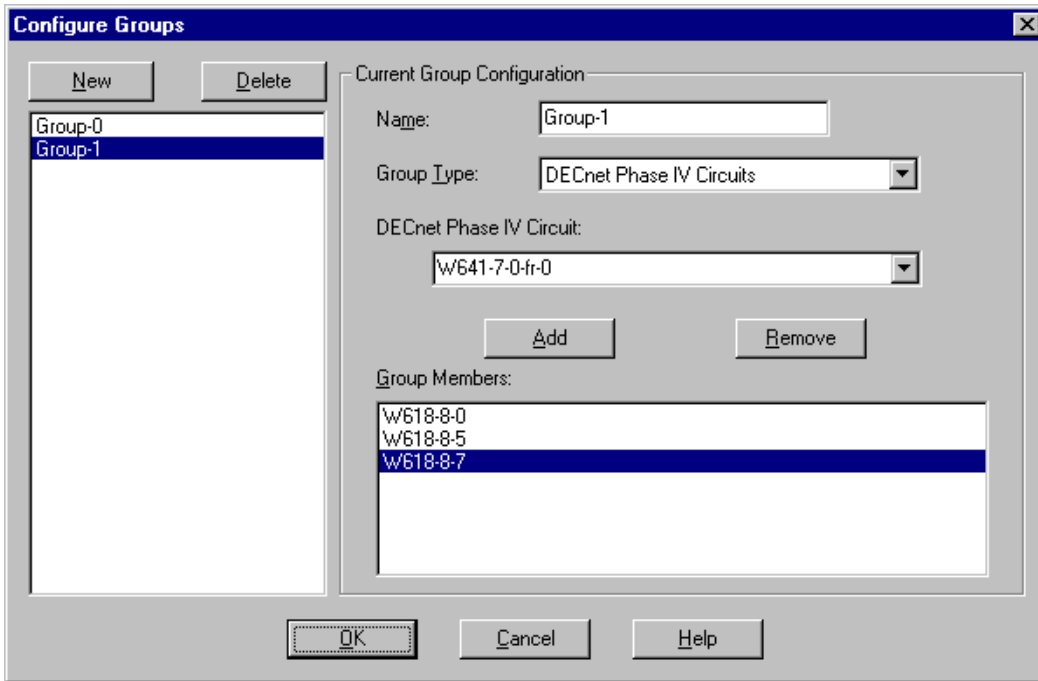 Configure Groups
New
Delete
Group-0
Group-1
Current Group Configuration
Name:
Group-1
Group Type:
DECnet Phase IV Circuits
DECnet Phase IV Circuit:
W641-7-0-fr-0
Add
Remove
Group Members:
W618-8-0
W618-8-5
W618-8-7
OK
Cancel
Help